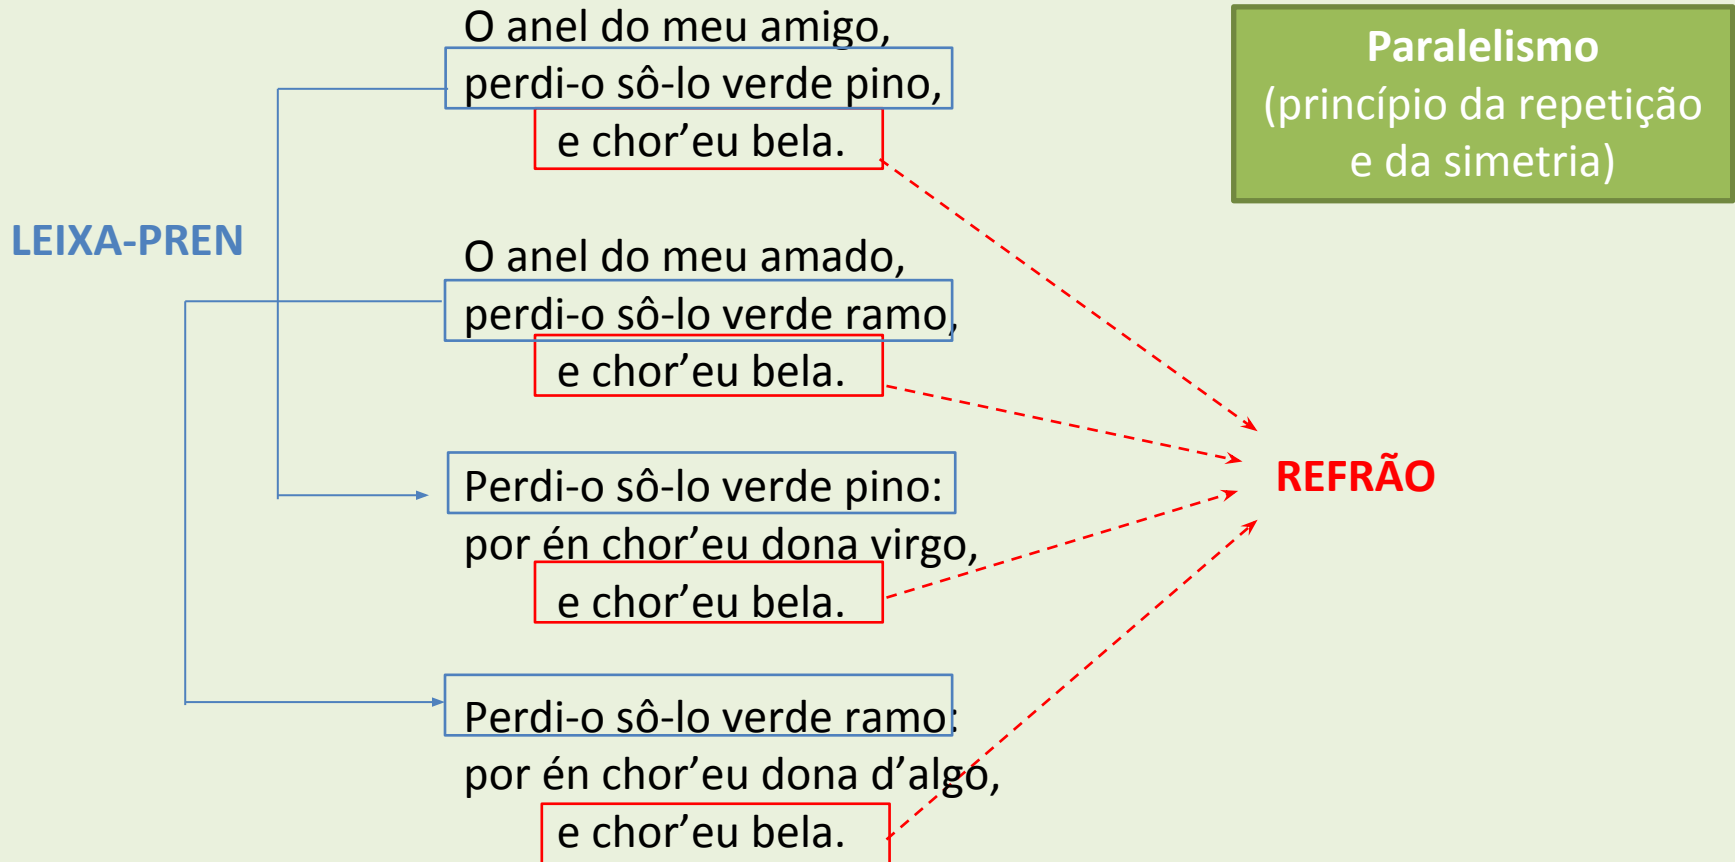 O anel do meu amigo,
perdi-o sô-lo verde pino,
e chor’eu bela.
Paralelismo
(princípio da repetição
e da simetria)
LEIXA-PREN
O anel do meu amado,
perdi-o sô-lo verde ramo,
e chor’eu bela.
Perdi-o sô-lo verde pino:
por én chor’eu dona virgo,
e chor’eu bela.
REFRÃO
Perdi-o sô-lo verde ramo:
por én chor’eu dona d’algo,
e chor’eu bela.